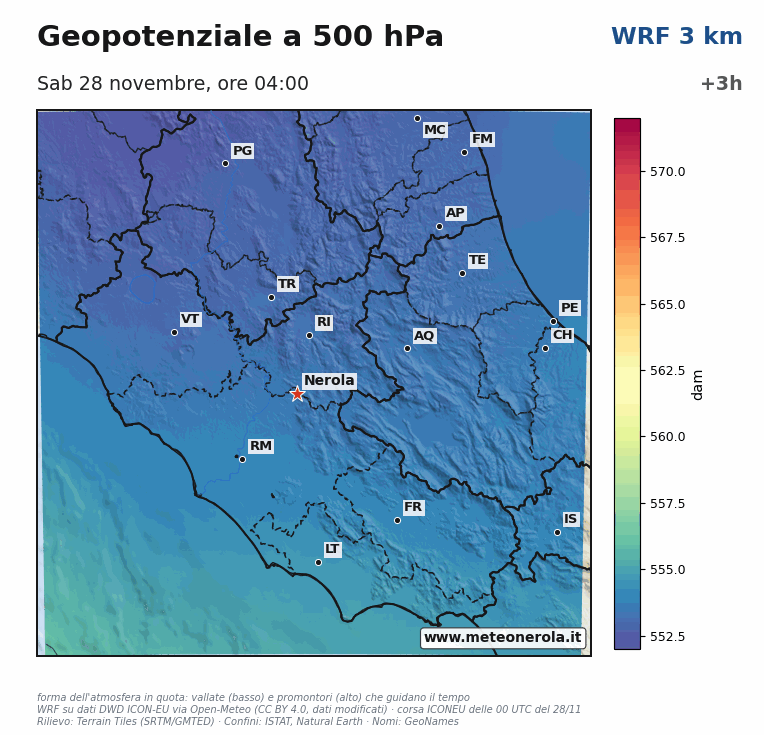 Geopotenziale a 500 hPa
WRF 3 km
Sab 28 novembre, ore 04:00
+3h
MC
FM
PG
AP
TE
TR
PE
VT
RI
AQ
CH
Nerola
RM
FR
IS
LT
www.meteonerola.it
570.0
567.5
565.0
562.5
560.0
557.5
555.0
552.5
dam
forma dell'atmosfera in quota: vallate (basso) e promontori (alto) che guidano il tempo
WRF su dati DWD ICON-EU via Open-Meteo (CC BY 4.0, dati modificati) · corsa ICONEU delle 00 UTC del 28/11
Rilievo: Terrain Tiles (SRTM/GMTED) · Confini: ISTAT, Natural Earth · Nomi: GeoNames